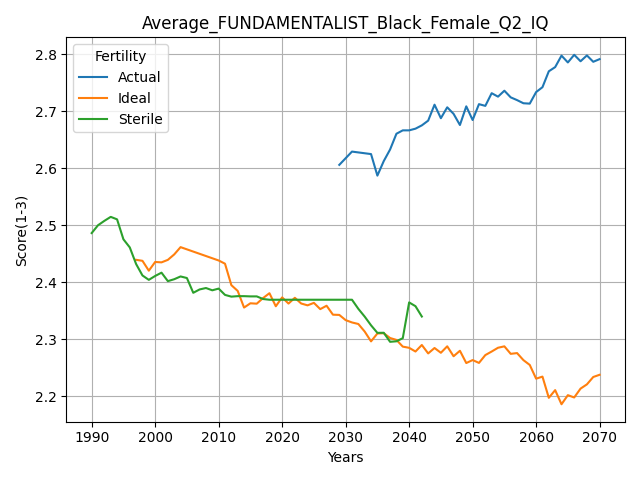 Average_FUNDAMENTALIST_Black_Female_Q2_IQ
Fertility
Actual
Ideal
Sterile
Score(1-3)
2.8
2.7
2.6
2.5
2.4
2.3
2.2
1990 2000 2010 2020 2030 2040 2050 2060 2070
Years